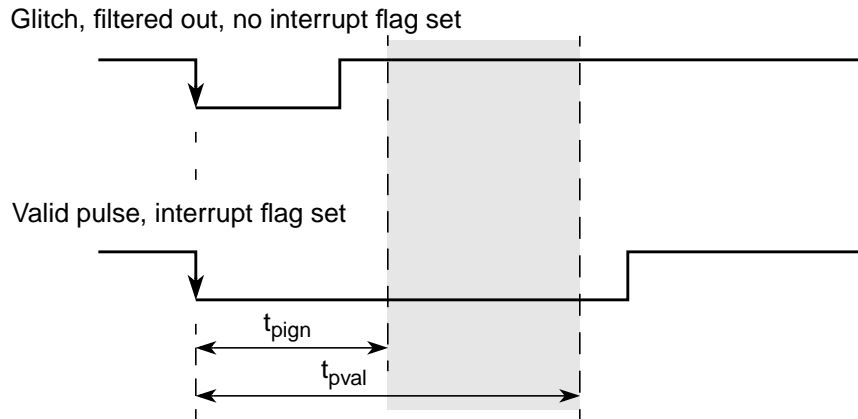 Glitch, filtered out, no interrupt flag set
Valid pulse, interrupt flag set
tpign
tpval